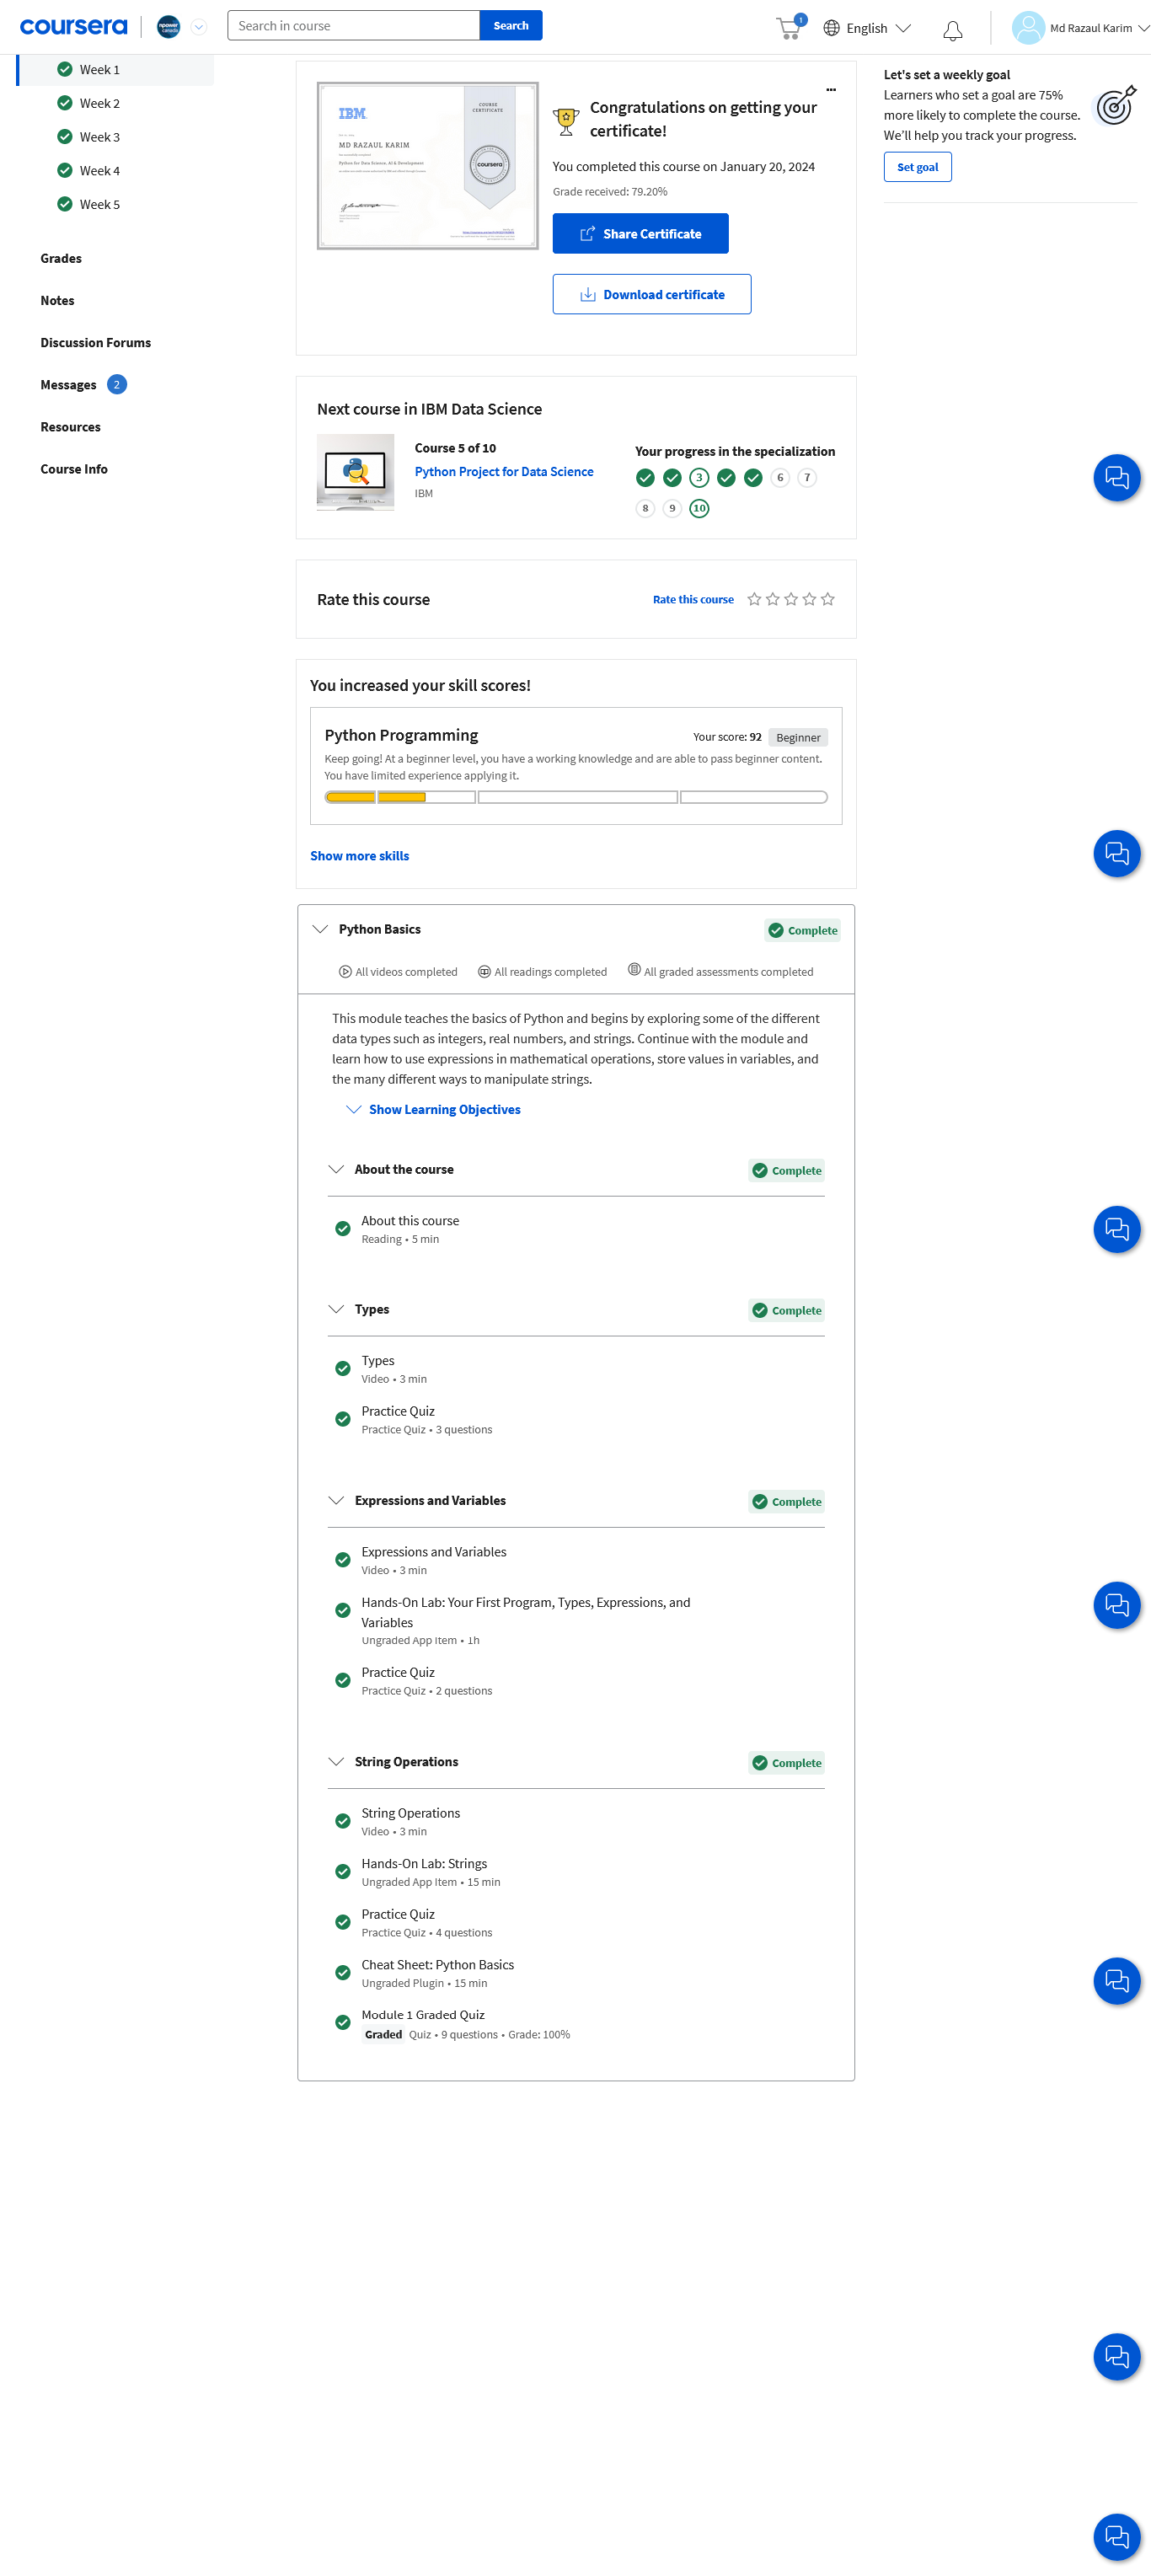 coursera
npower
canada
Search in course
Search
1
English
Md Razaul Karim
Week 1
Week 2
Week 3
Week 4
Week 5
Grades
Notes
Discussion Forums
Messages 2
Resources
Course Info
IBM
COURSE
CERTIFICATE
MD RAZAUL KARIM
Python for Data Science, AI & Development
coursera
Congratulations on getting your
certificate!
You completed this course on January 20, 2024
Grade received: 79.20%
Share Certificate
Download certificate
Let's set a weekly goal
Learners who set a goal are 75%
more likely to complete the course.
We'll help you track your progress.
Set goal
Next course in IBM Data Science
Course 5 of 10
Python Project for Data Science
IBM
Your progress in the specialization
3 6 7
8 9 10
Rate this course
Rate this course
You increased your skill scores!
Python Programming
Your score: 92 Beginner
Keep going! At a beginner level, you have a working knowledge and are able to pass beginner content.
You have limited experience applying it.
Show more skills
Python Basics
Complete
All videos completed
All readings completed
All graded assessments completed
This module teaches the basics of Python and begins by exploring some of the different
data types such as integers, real numbers, and strings. Continue with the module and
learn how to use expressions in mathematical operations, store values in variables, and
the many different ways to manipulate strings.
Show Learning Objectives
About the course
Complete
About this course
Reading • 5 min
Types
Complete
Types
Video • 3 min
Practice Quiz
Practice Quiz • 3 questions
Expressions and Variables
Complete
Expressions and Variables
Video • 3 min
Hands-On Lab: Your First Program, Types, Expressions, and
Variables
Ungraded App Item • 1h
Practice Quiz
Practice Quiz • 2 questions
String Operations
Complete
String Operations
Video • 3 min
Hands-On Lab: Strings
Ungraded App Item • 15 min
Practice Quiz
Practice Quiz • 4 questions
Cheat Sheet: Python Basics
Ungraded Plugin • 15 min
Module 1 Graded Quiz
Graded Quiz • 9 questions • Grade: 100%